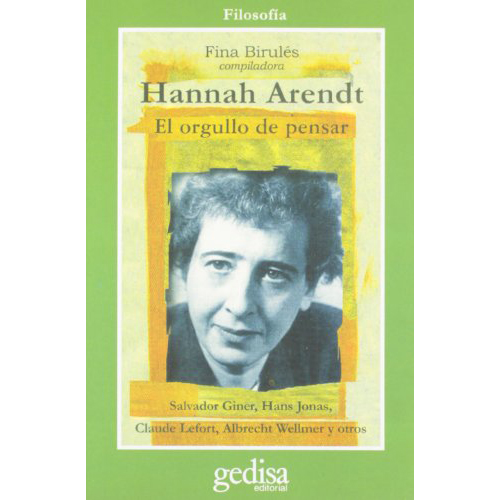 Filosofía
Fina Birulés
compiladora
Hannah Arendt
El orgullo de pensar
Salvador Giner, Hans Jonas,
Claude Lefort, Albrecht Wellmer y otros
gedisa
editorial